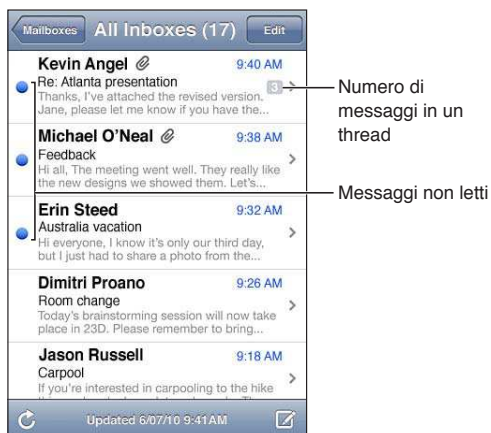 Mailboxes All Inboxes (17) Edit
Kevin Angel 9:40 AM
Re: Atlanta presentation
Thanks, I've attached the revised version. 3
Jane, please let me know if you have the...
Michael O'Neal 9:38 AM
Feedback
Hi all, The meeting went well. They really like
the new designs we showed them. Let's...
Erin Steed 9:32 AM
Australia vacation
Hi everyone, I know it's only our third day,
but I just had to share a photo from the...
Dimitri Proano 9:26 AM
Room change
Today's brainstorming session will now take
place in 23D. Please remember to bring...
Jason Russell 9:18 AM
Carpool
If you're interested in carpooling to the hike
Updated 6/07/10 9:41AM
Numero di
messaggi in un
thread
Messaggi non letti